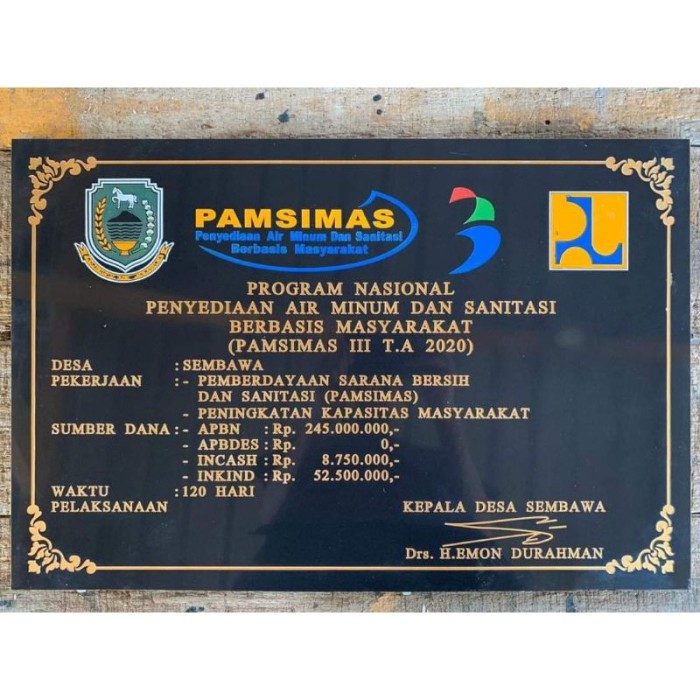 PAMSIMAS
Penyediaan Air Minum Dan Sanitasi
Berbasis Masyarakat
PROGRAM NASIONAL
PENYEDIAAN AIR MINUM DAN SANITASI
BERBASIS MASYARAKAT
(PAMSIMAS III T.A 2020)
DESA : SEMBAWA
PEKERJAAN : - PEMBERDAYAAN SARANA BERSIH
DAN SANITASI (PAMSIMAS)
- PENINGKATAN KAPASITAS MASYARAKAT
SUMBER DANA : - APBN : Rp. 245.000.000,-
- APBDES : Rp. 0,-
- INCASH : Rp. 8.750.000,-
- INKIND : Rp. 52.500.000,-
WAKTU : 120 HARI
PELAKSANAAN
KEPALA DESA SEMBAWA
Drs. H.EMON DURAHMAN